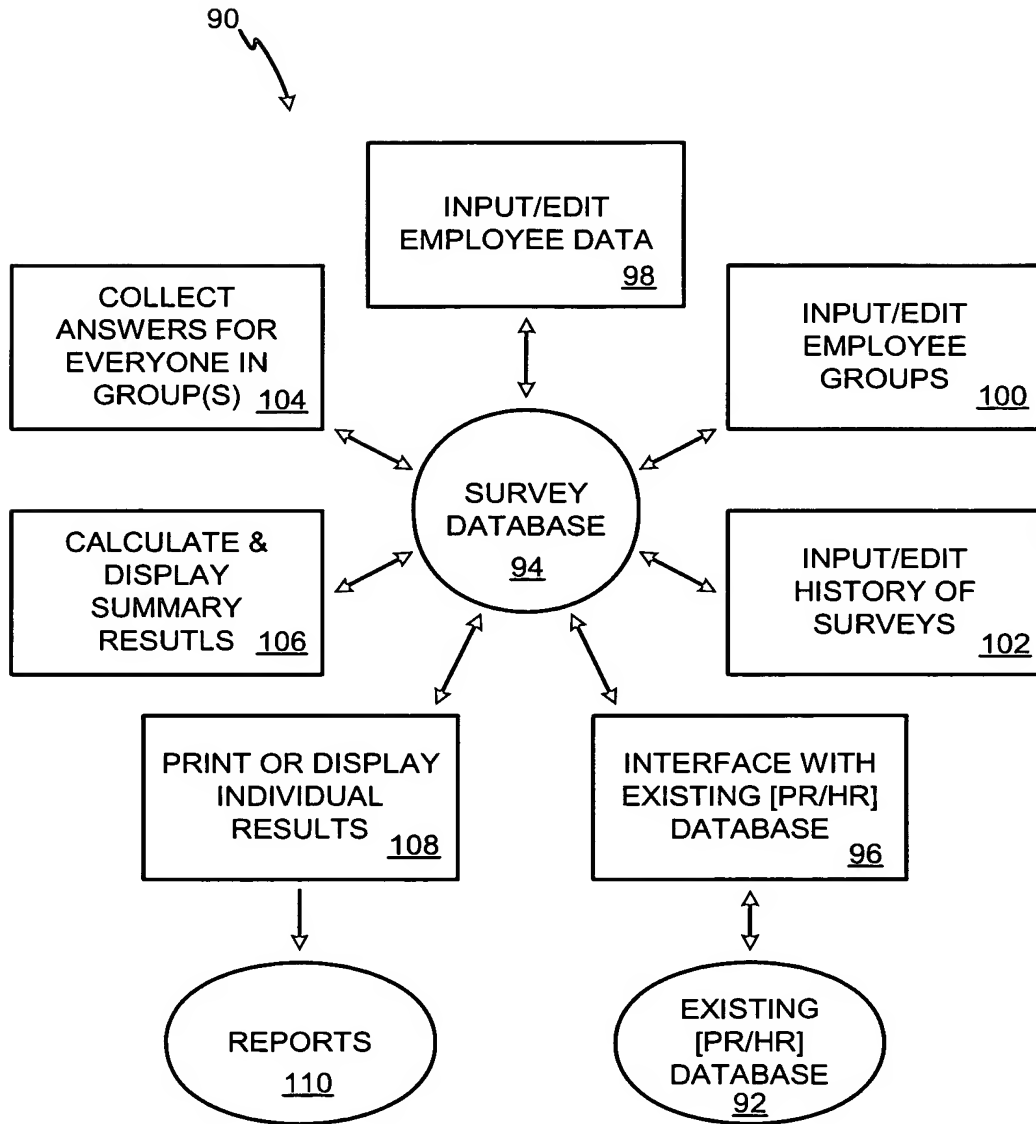 90
INPUT/EDIT
EMPLOYEE DATA
98
COLLECT
ANSWERS FOR
EVERYONE IN
GROUP(S) 104
INPUT/EDIT
EMPLOYEE
GROUPS
100
SURVEY
DATABASE
94
CALCULATE &
DISPLAY
SUMMARY
RESUTLS 106
INPUT/EDIT
HISTORY OF
SURVEYS
102
PRINT OR DISPLAY
INDIVIDUAL
RESULTS
108
INTERFACE WITH
EXISTING [PR/HR]
DATABASE
96
REPORTS
110
EXISTING
[PR/HR]
DATABASE
92